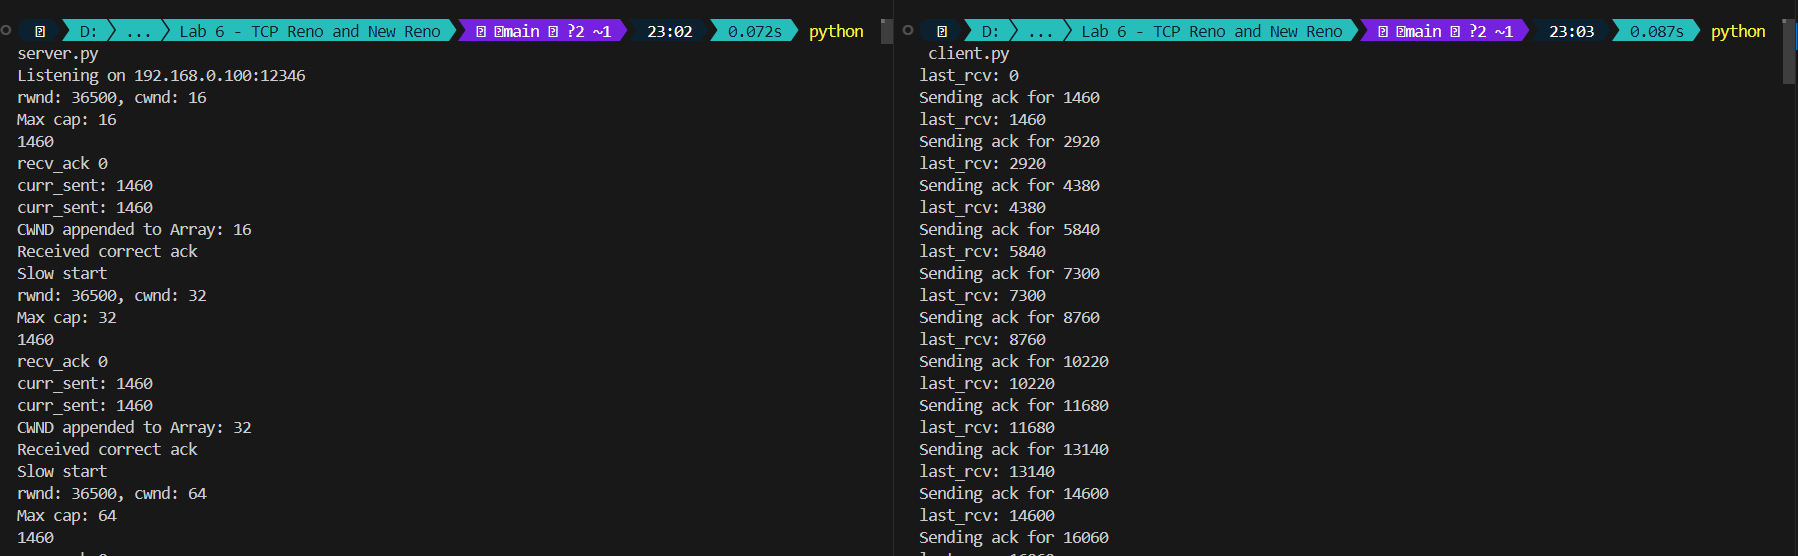 D: ... Lab 6 - TCP Reno and New Reno main ?2 ~1 23:02 0.072s python
server.py
Listening on 192.168.0.100:12346
rwnd: 36500, cwnd: 16
Max cap: 16
1460
recv_ack 0
curr_sent: 1460
curr_sent: 1460
CWND appended to Array: 16
Received correct ack
Slow start
rwnd: 36500, cwnd: 32
Max cap: 32
1460
recv_ack 0
curr_sent: 1460
curr_sent: 1460
CWND appended to Array: 32
Received correct ack
Slow start
rwnd: 36500, cwnd: 64
Max cap: 64
1460
D: ... Lab 6 - TCP Reno and New Reno main ?2 ~1 23:03 0.087s python
client.py
last_rcv: 0
Sending ack for 1460
last_rcv: 1460
Sending ack for 2920
last_rcv: 2920
Sending ack for 4380
last_rcv: 4380
Sending ack for 5840
last_rcv: 5840
Sending ack for 7300
last_rcv: 7300
Sending ack for 8760
last_rcv: 8760
Sending ack for 10220
last_rcv: 10220
Sending ack for 11680
last_rcv: 11680
Sending ack for 13140
last_rcv: 13140
Sending ack for 14600
last_rcv: 14600
Sending ack for 16060